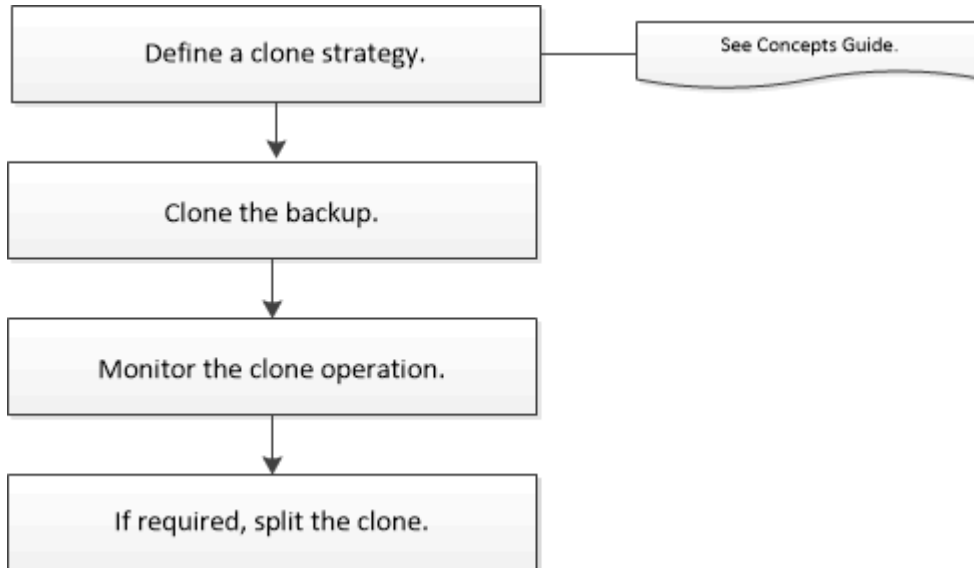 Define a clone strategy.
See Concepts Guide.
Clone the backup.
Monitor the clone operation.
If required, split the clone.